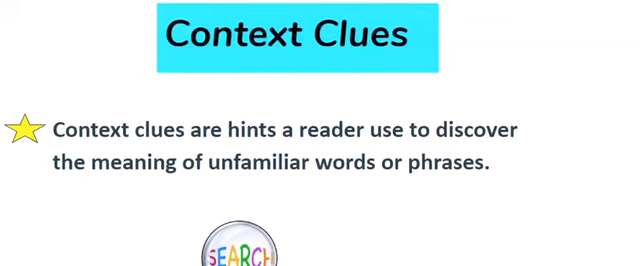 Context Clues
Context clues are hints a reader use to discover
the meaning of unfamiliar words or phrases.
SEARCH